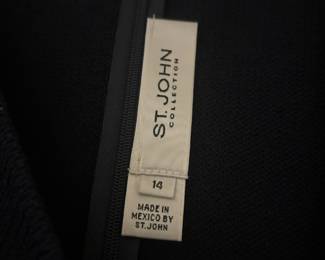 ST. JOHN
COLLECTION
14
MADE IN
MEXICO BY
ST. JOHN